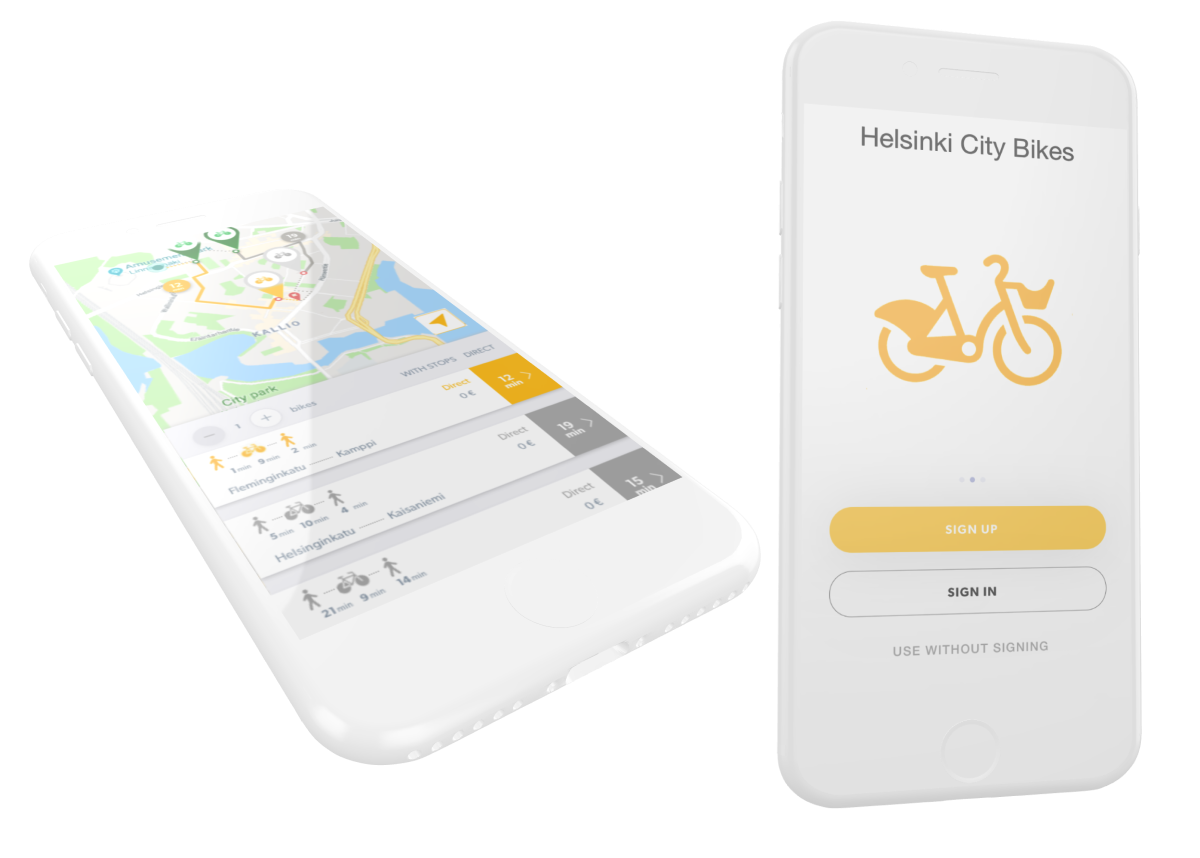 Amusement park
Linnanmäki
12
15
KALLIO
City park
WITH STOPS DIRECT
− 1 + bikes
1 min 9 min 2 min
Fleminginkatu — Kamppi
Direct
0 €
12
min
5 min 10 min 4 min
Helsinginkatu — Kaisaniemi
Direct
0 €
19
min
21 min 9 min 14 min
Direct
0 €
15
min
Helsinki City Bikes
SIGN UP
SIGN IN
USE WITHOUT SIGNING